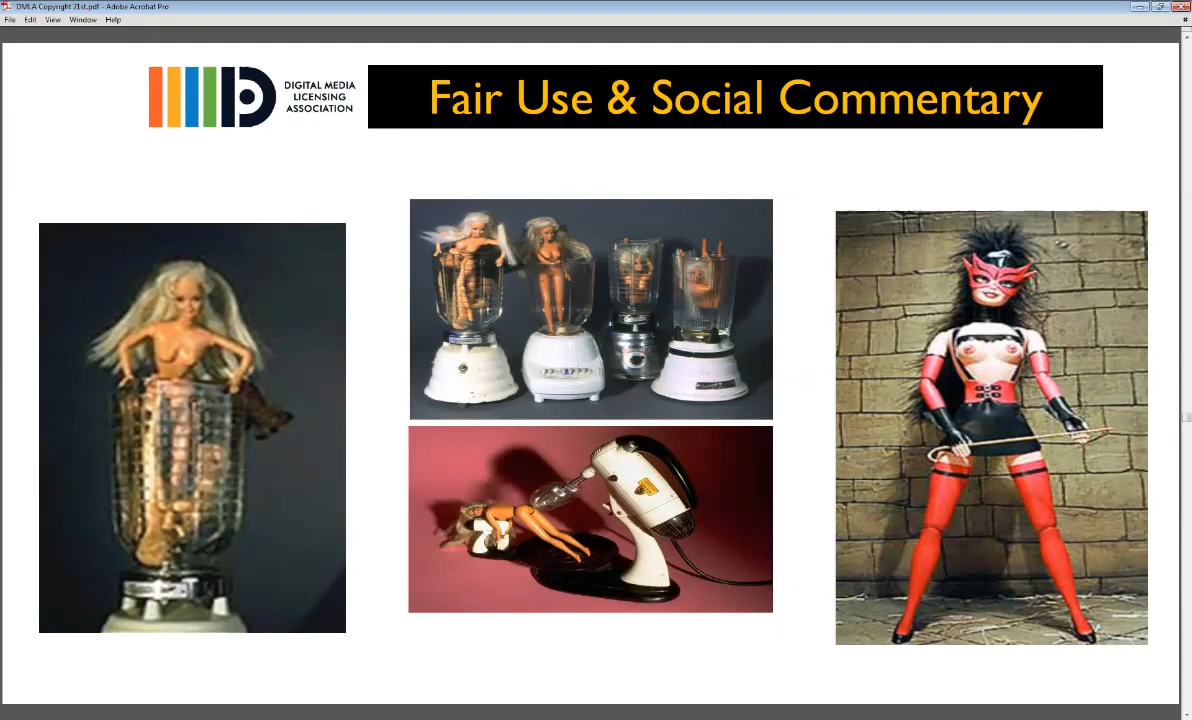 DMLA Copyright 21st.pdf - Adobe Acrobat Pro
File Edit View Window Help
DIGITAL MEDIA
LICENSING
ASSOCIATION
Fair Use & Social Commentary